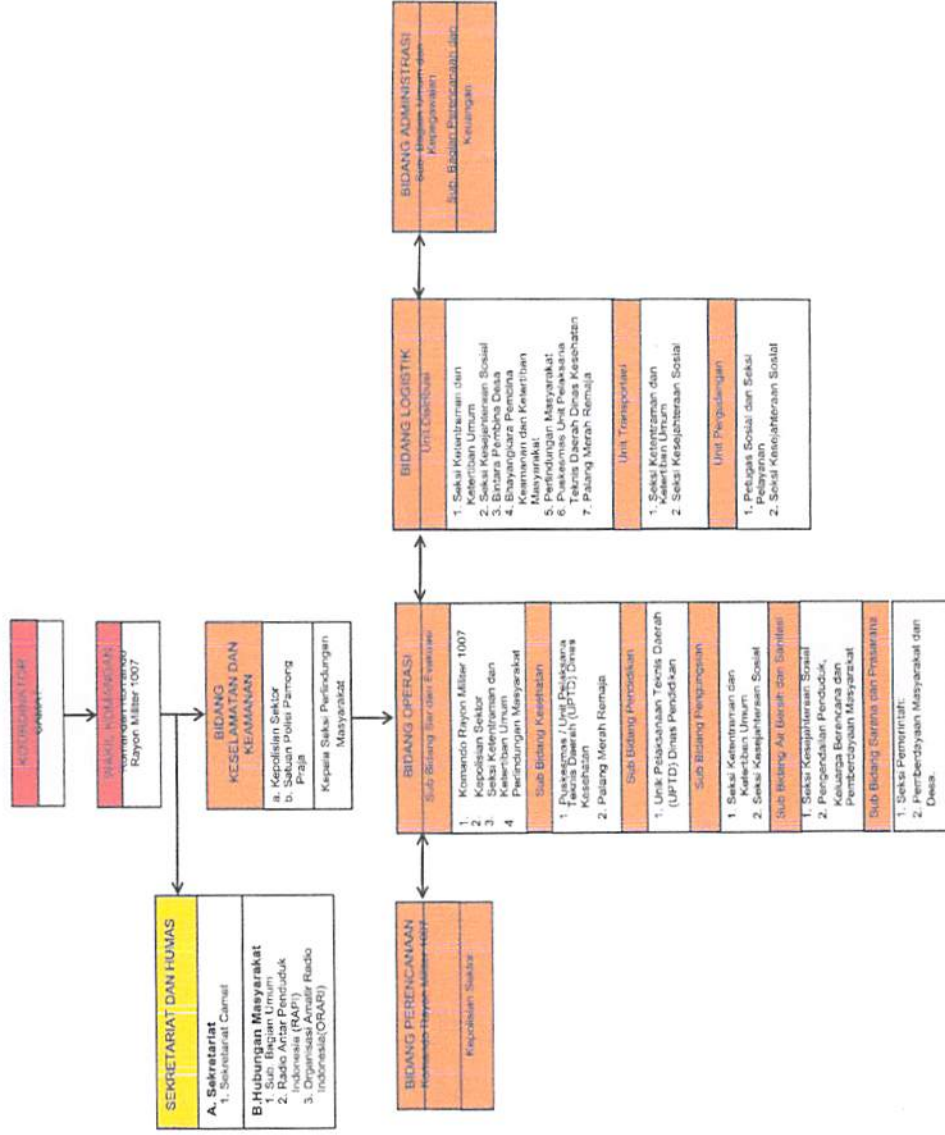 KOORDINATOR
CAMAT
WAKIL KOMANDAN
Komandan Komando
Rayon Militer 1007
SEKRETARIAT DAN HUMAS
A. Sekretariat
1. Sekretariat Camat
B.Hubungan Masyarakat
1. Sub. Bagian Umum
2. Radio Antar Penduduk
Indonesia (RAPI)
3. Organisasi Amatir Radio
Indonesia(ORARI)
BIDANG
KESELAMATAN DAN
KEAMANAN
a. Kepolisian Sektor
b. Satuan Polisi Pamong
Praja
Kepala Seksi Perlindungan
Masyarakat
BIDANG PERENCANAAN
Komando Rayon Militer 1007
Kepolisian Sektor
BIDANG OPERASI
Sub Bidang Sar dan Evakuasi
1. Komando Rayon Militer 1007
2 Kepolisian Sektor
3. Seksi Ketentraman dan
Ketertiban Umum
4 Perlindungan Masyarakat
Sub Bidang Kesehatan
1 Puskesmas / Unit Pelaksana
Teknis Daerah (UPTD) Dinas
Kesehatan
2. Palang Merah Remaja
Sub Bidang Pendidikan
1. Unik Pelaksanaan Teknis Daerah
(UPTD) Dinas Pendidikan
Sub Bidang Pengungsian
1 Seksi Ketentraman dan
Ketertiban Umum
2. Seksi Kesejahteraan Sosial
Sub Bidang Air Bersih dan Sanitasi
1. Seksi Kesejahteraan Sosial
2. Pengendalian Penduduk,
Keluarga Berencana dan
Pemberdayaan Masyarakat
Sub Bidang Sarana dan Prasarana
1. Seksi Pemerintah:
2. Pemberdayaan Masyarakat dan
Desa.
BIDANG LOGISTIK
Unit Distribusi
1. Seksi Ketentraman dan
Ketertiban Umum
2. Seksi Kesejahteraan Sosial
3. Bintara Pembina Desa
4. Bhayangkara Pembina
Keamanan dan Ketertiban
Masyarakat
5. Perlindungan Masyarakat
6. Puskesmas Unit Pelaksana
Teknis Daerah Dinas Kesehatan
7. Palang Merah Remaja
Unit Transportasi
1. Seksi Ketentraman dan
Ketertiban Umum
2. Seksi Kesejahteraan Sosial
Unit Pergudangan
1. Petugas Sosial dan Seksi
Pelayanan
2. Seksi Kesejahteraan Sosial
BIDANG ADMINISTRASI
Sub. Bagian Umum dan
Kepegawaian
Sub. Bagian Perencanaan dan
Keuangan